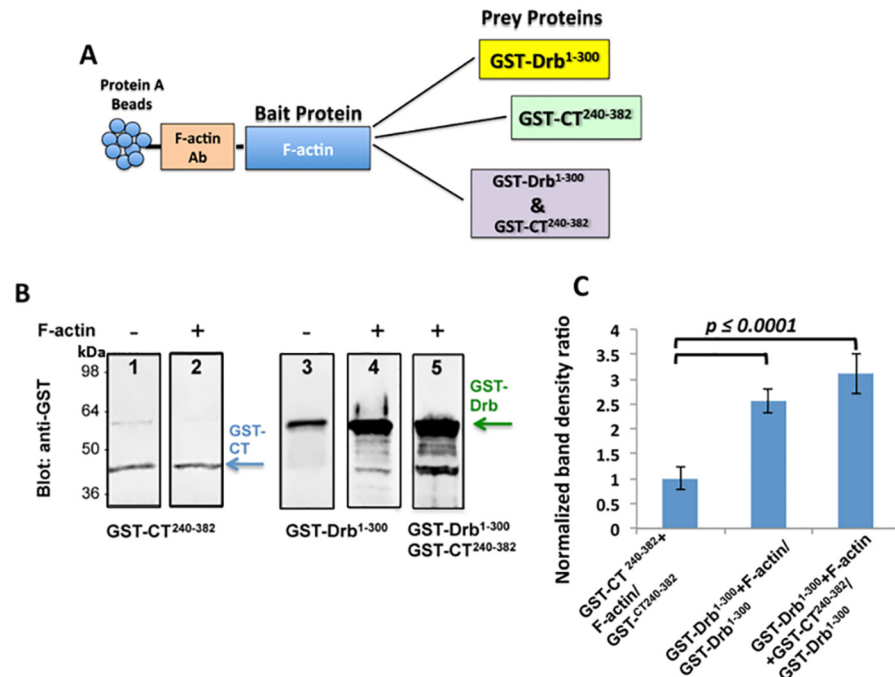 A
Protein A
Beads
F-actin
Ab
Bait Protein
F-actin
Prey Proteins
GST-Drb¹⁻³⁰⁰
GST-CT²⁴⁰⁻³⁸²
GST-Drb¹⁻³⁰⁰
&
GST-CT²⁴⁰⁻³⁸²
B
F-actin - + - + +
kDa
98
64
50
36
Blot: anti-GST
1 2 3 4 5
GST-
CT
GST-
Drb
GST-CT²⁴⁰⁻³⁸²
GST-Drb¹⁻³⁰⁰
GST-Drb¹⁻³⁰⁰
GST-CT²⁴⁰⁻³⁸²
C
p ≤ 0.0001
Normalized band density ratio
4
3.5
3
2.5
2
1.5
1
0.5
0
GST-CT ²⁴⁰⁻³⁸²+
F-actin/
GST-CT²⁴⁰⁻³⁸²
GST-Drb¹⁻³⁰⁰+F-actin/
GST-Drb¹⁻³⁰⁰
GST-Drb¹⁻³⁰⁰+F-actin
+GST-CT²⁴⁰⁻³⁸²/
GST-Drb¹⁻³⁰⁰